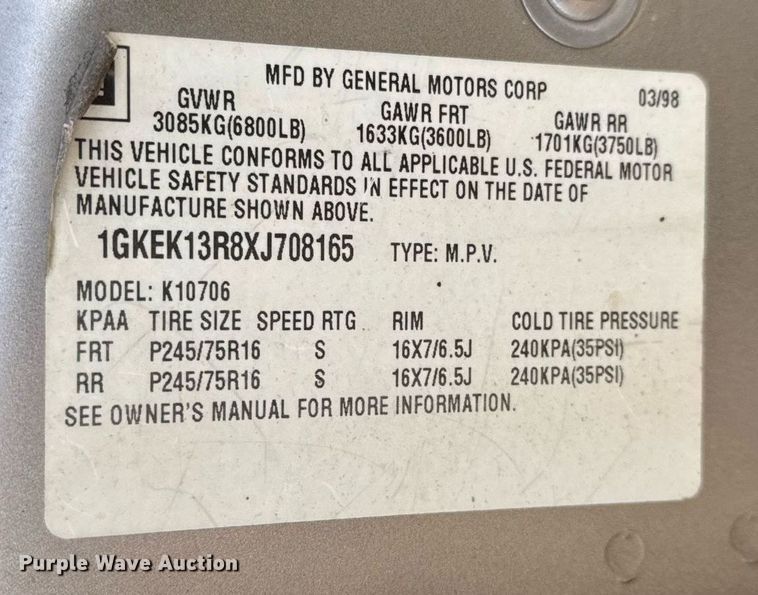 MFD BY GENERAL MOTORS CORP 03/98
GVWR GAWR FRT GAWR RR
3085KG(6800LB) 1633KG(3600LB) 1701KG(3750LB)
THIS VEHICLE CONFORMS TO ALL APPLICABLE U.S. FEDERAL MOTOR
VEHICLE SAFETY STANDARDS IN EFFECT ON THE DATE OF
MANUFACTURE SHOWN ABOVE.
1GKEK13R8XJ708165 TYPE: M.P.V.
MODEL: K10706
KPAA TIRE SIZE SPEED RTG RIM COLD TIRE PRESSURE
FRT P245/75R16 S 16X7/6.5J 240KPA(35PSI)
RR P245/75R16 S 16X7/6.5J 240KPA(35PSI)
SEE OWNER'S MANUAL FOR MORE INFORMATION.
Purple Wave Auction